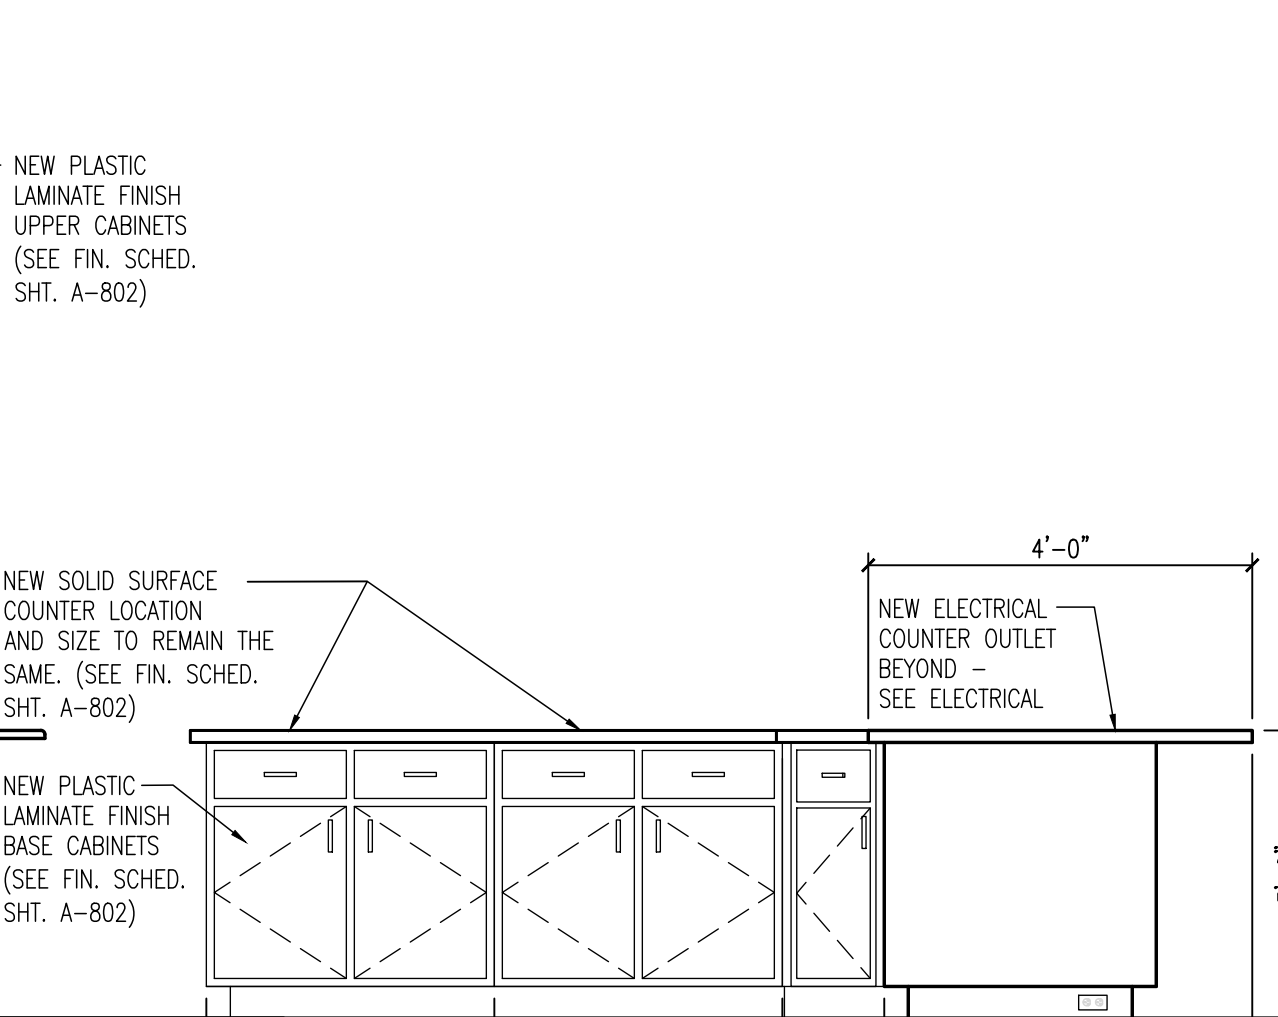 NEW PLASTIC
LAMINATE FINISH
UPPER CABINETS
(SEE FIN. SCHED.
SHT. A-802)
4'-0"
NEW SOLID SURFACE
COUNTER LOCATION
AND SIZE TO REMAIN THE
SAME. (SEE FIN. SCHED.
SHT. A-802)
NEW ELECTRICAL
COUNTER OUTLET
BEYOND -
SEE ELECTRICAL
NEW PLASTIC
LAMINATE FINISH
BASE CABINETS
(SEE FIN. SCHED.
SHT. A-802)